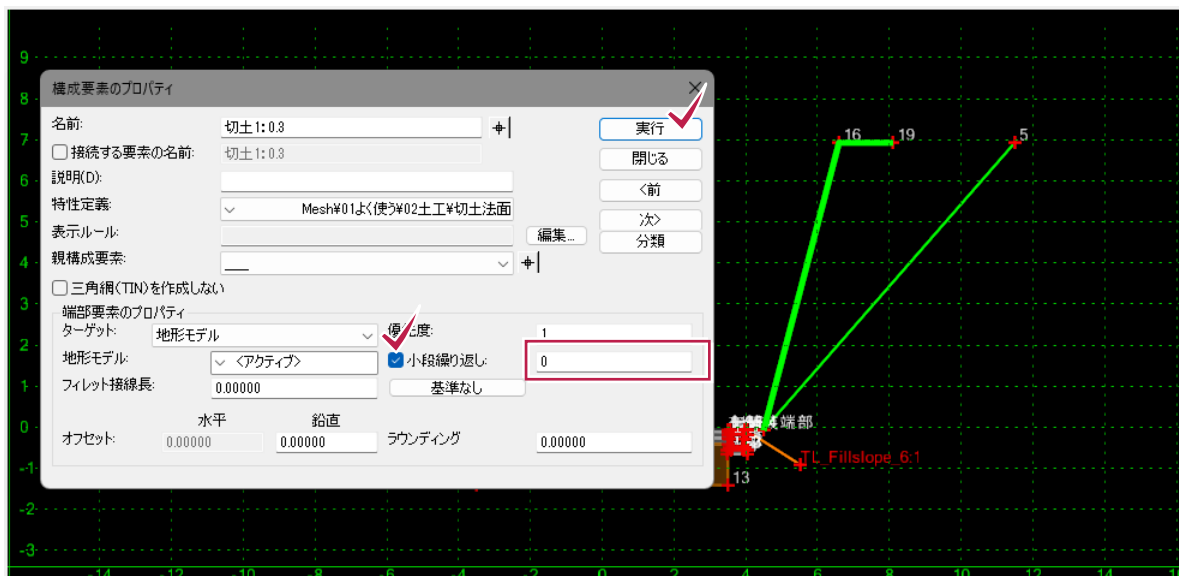 構成要素のプロパティ
名前: 切土1:0.3 実行
接続する要素の名前: 切土1:0.3 閉じる
説明(D): <前
特性定義: Mesh¥01よく使う¥02土工¥切土法面 次>
表示ルール: 編集... 分類
親構成要素:
三角網(TIN)を作成しない
端部要素のプロパティ
ターゲット: 地形モデル 1
地形モデル: <アクティブ> 小段繰り返し: 0
フィレット接線長: 0.00000 基準なし
水平 鉛直
オフセット: 0.00000 0.00000 ラウンディング 0.00000
9
8
7
6
5
4
3
2
1
0
-1
-2
-3
16 19 5
端部
TL_Fillslope_6:1
13
-14 -12 -10 -8 -6 -4 -2 0 2 4 6 8 10 12 14